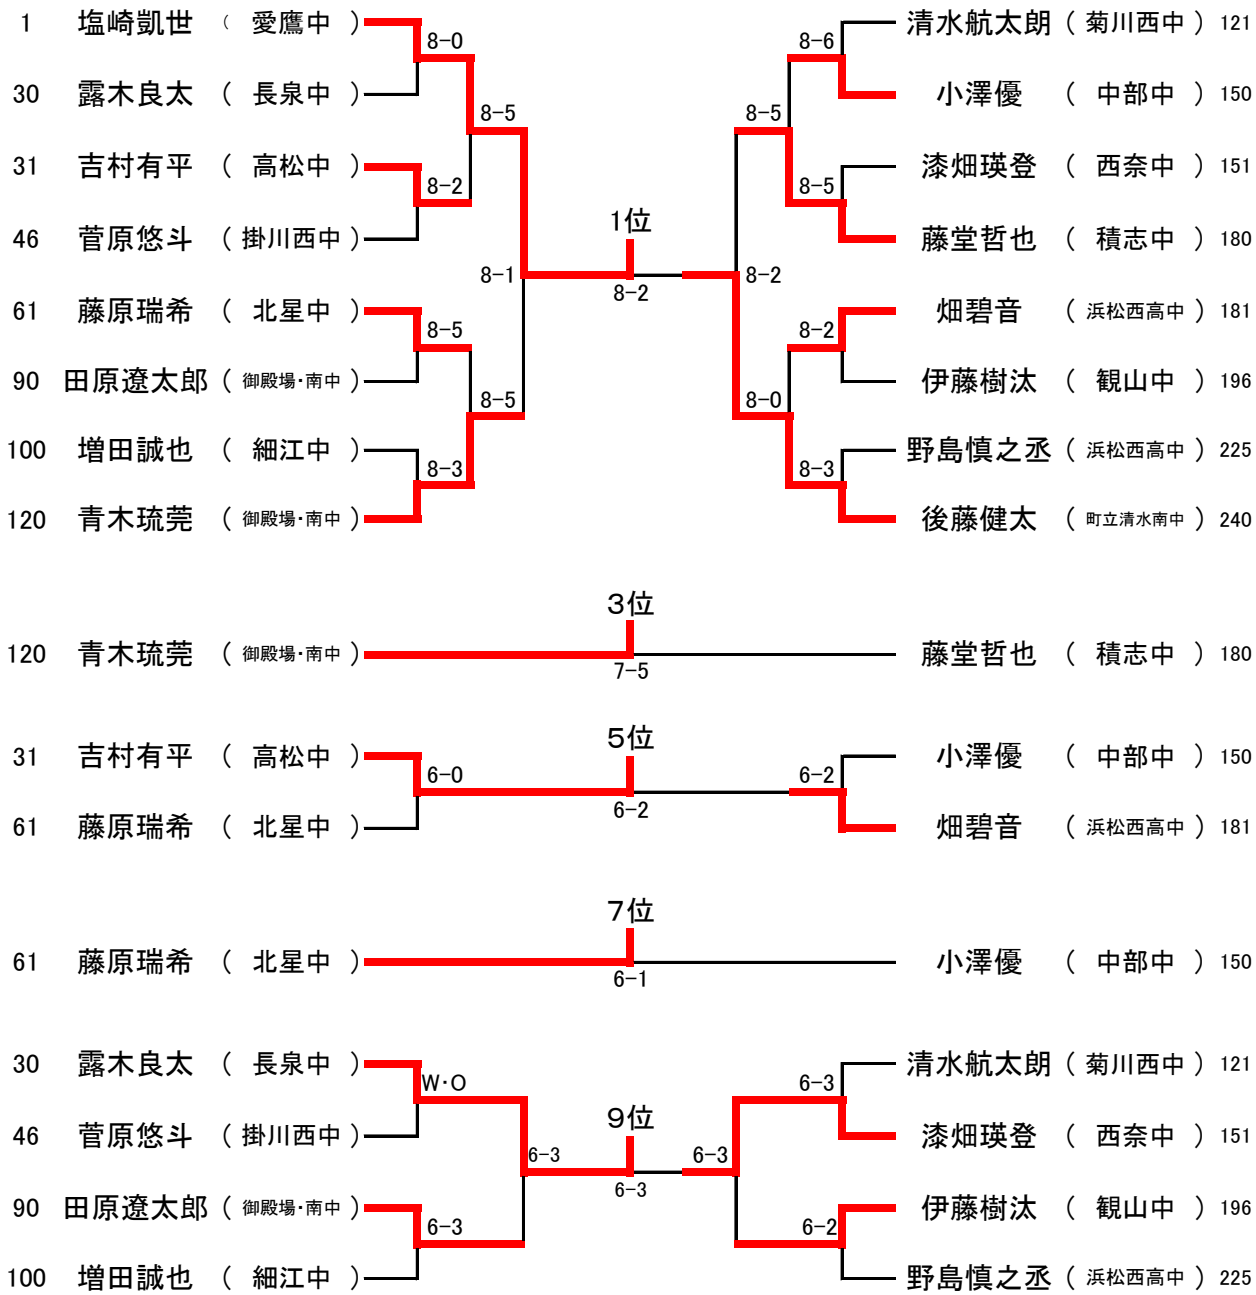 1 塩崎凱世 ( 愛鷹中 ) 清水航太朗 ( 菊川西中 ) 121
8-0 8-6
30 露木良太 ( 長泉中 ) 小澤優 ( 中部中 ) 150
8-5 8-5
31 吉村有平 ( 高松中 ) 漆畑瑛登 ( 西奈中 ) 151
8-2 8-5
46 菅原悠斗 ( 掛川西中 ) 1位 藤堂哲也 ( 積志中 ) 180
8-1 8-2 8-2
61 藤原瑞希 ( 北星中 ) 畑碧音 ( 浜松西高中 ) 181
8-5 8-2
90 田原遼太郎 ( 御殿場・南中 ) 伊藤樹汰 ( 観山中 ) 196
8-5 8-0
100 増田誠也 ( 細江中 ) 野島慎之丞 ( 浜松西高中 ) 225
8-3 8-3
120 青木琉莞 ( 御殿場・南中 ) 後藤健太 ( 町立清水南中 ) 240
3位
120 青木琉莞 ( 御殿場・南中 ) 藤堂哲也 ( 積志中 ) 180
7-5
31 吉村有平 ( 高松中 ) 5位 小澤優 ( 中部中 ) 150
6-0 6-2
6-2
61 藤原瑞希 ( 北星中 ) 畑碧音 ( 浜松西高中 ) 181
7位
61 藤原瑞希 ( 北星中 ) 小澤優 ( 中部中 ) 150
6-1
30 露木良太 ( 長泉中 ) 清水航太朗 ( 菊川西中 ) 121
W・O 6-3
46 菅原悠斗 ( 掛川西中 ) 9位 漆畑瑛登 ( 西奈中 ) 151
6-3 6-3
6-3
90 田原遼太郎 ( 御殿場・南中 ) 伊藤樹汰 ( 観山中 ) 196
6-3 6-2
100 増田誠也 ( 細江中 ) 野島慎之丞 ( 浜松西高中 ) 225